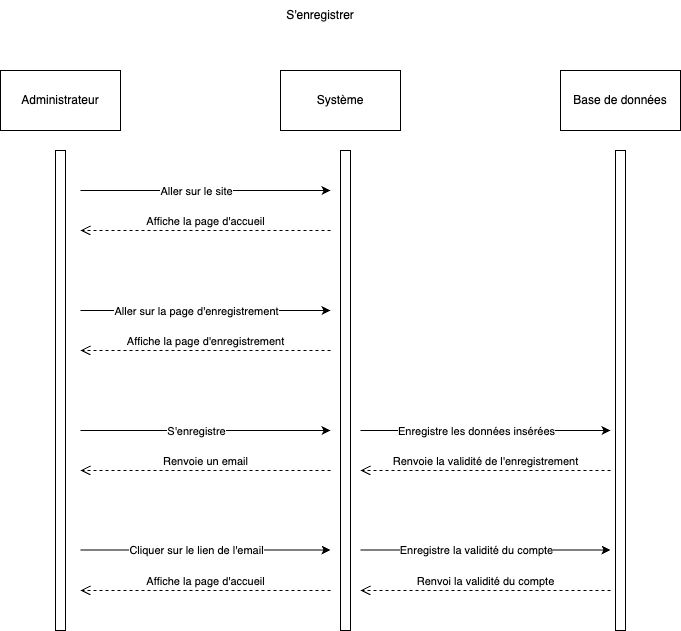 S'enregistrer
Administrateur
Système
Base de données
Aller sur le site
Affiche la page d'accueil
Aller sur la page d'enregistrement
Affiche la page d'enregistrement
S'enregistre
Enregistre les données insérées
Renvoie un email
Renvoie la validité de l'enregistrement
Cliquer sur le lien de l'email
Enregistre la validité du compte
Affiche la page d'accueil
Renvoi la validité du compte